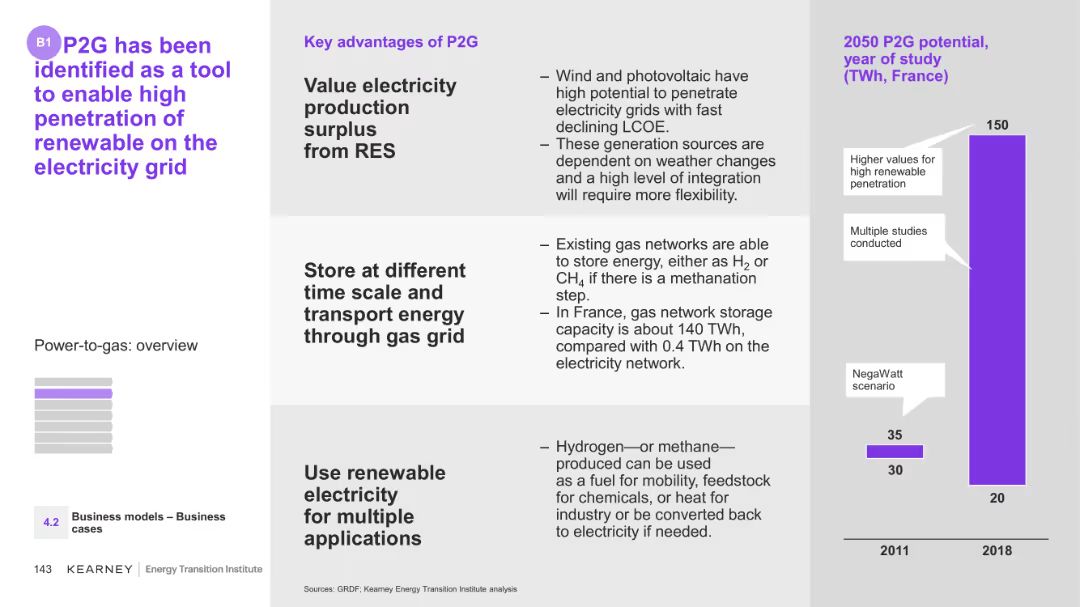 B1 P2G has been
identified as a tool
to enable high
penetration of
renewable on the
electricity grid
Power-to-gas: overview
4.2 Business models – Business
cases
143 KEARNEY Energy Transition Institute
Key advantages of P2G
Value electricity
production
surplus
from RES
– Wind and photovoltaic have
high potential to penetrate
electricity grids with fast
declining LCOE.
– These generation sources are
dependent on weather changes
and a high level of integration
will require more flexibility.
Store at different
time scale and
transport energy
through gas grid
– Existing gas networks are able
to store energy, either as H₂ or
CH₄ if there is a methanation
step.
– In France, gas network storage
capacity is about 140 TWh,
compared with 0.4 TWh on the
electricity network.
Use renewable
electricity
for multiple
applications
– Hydrogen—or methane—
produced can be used
as a fuel for mobility, feedstock
for chemicals, or heat for
industry or be converted back
to electricity if needed.
Sources: GRDF; Kearney Energy Transition Institute analysis
2050 P2G potential,
year of study
(TWh, France)
150
Higher values for
high renewable
penetration
Multiple studies
conducted
NegaWatt
scenario
35
30
20
2011 2018